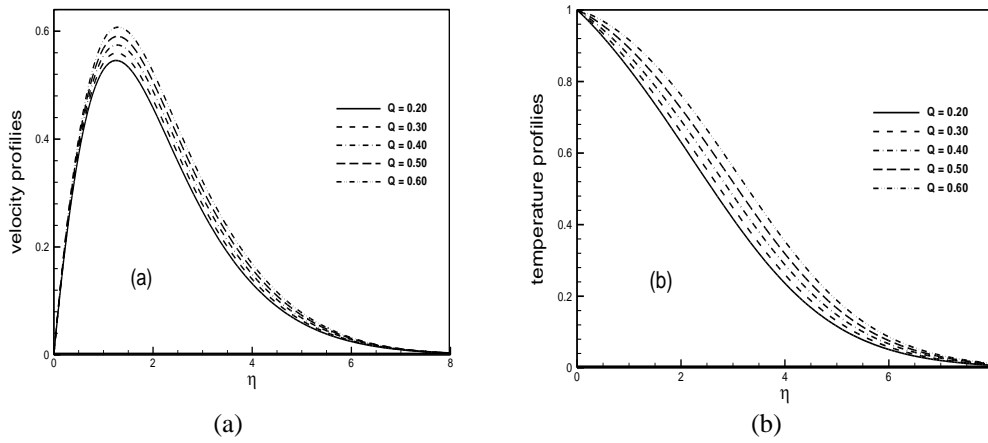 velocity profilies
0.6
0.4
0.2
0
0
2
4
6
8
η
Q = 0.20
Q = 0.30
Q = 0.40
Q = 0.50
Q = 0.60
(a)
(a)
temperature profilies
1
0.8
0.6
0.4
0.2
0
0
2
4
6
η
Q = 0.20
Q = 0.30
Q = 0.40
Q = 0.50
Q = 0.60
(b)
(b)